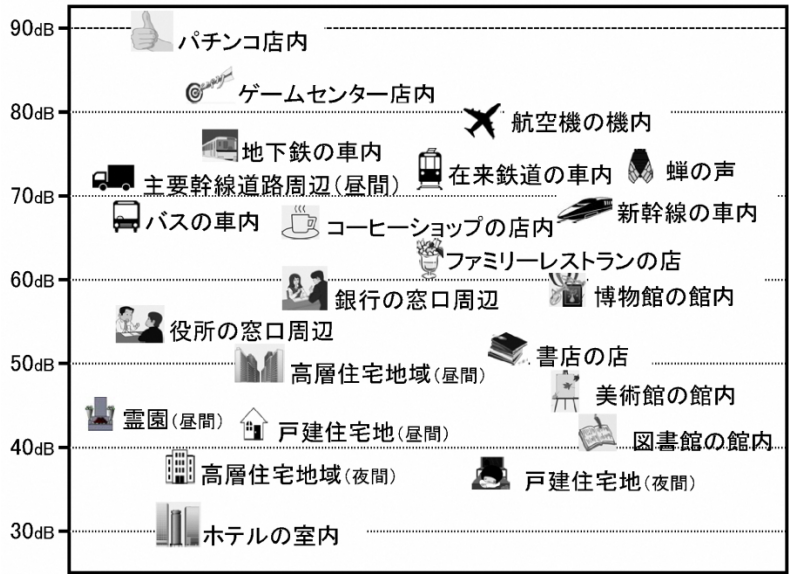 90dB
パチンコ店内
ゲームセンター店内
80dB
航空機の機内
地下鉄の車内
在来鉄道の車内
蝉の声
主要幹線道路周辺(昼間)
70dB
バスの車内
コーヒーショップの店内
新幹線の車内
ファミリーレストランの店
60dB
銀行の窓口周辺
博物館の館内
役所の窓口周辺
書店の店
50dB
高層住宅地域(昼間)
美術館の館内
霊園(昼間)
戸建住宅地(昼間)
図書館の館内
40dB
高層住宅地域(夜間)
戸建住宅地(夜間)
30dB
ホテルの室内